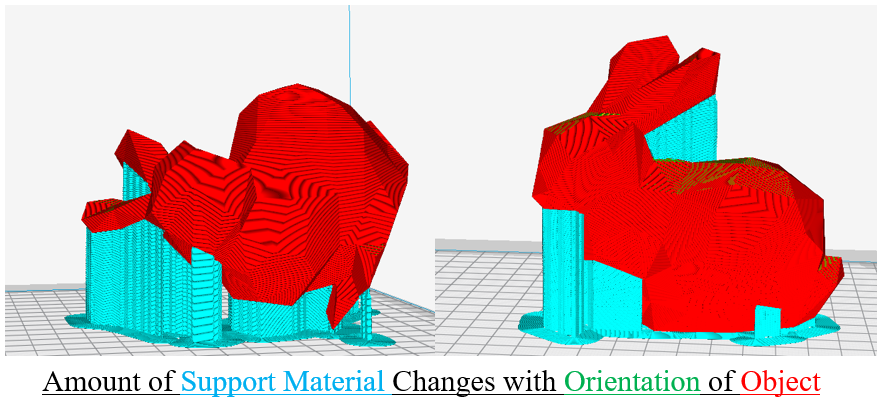 Amount of Support Material Changes with Orientation of Object